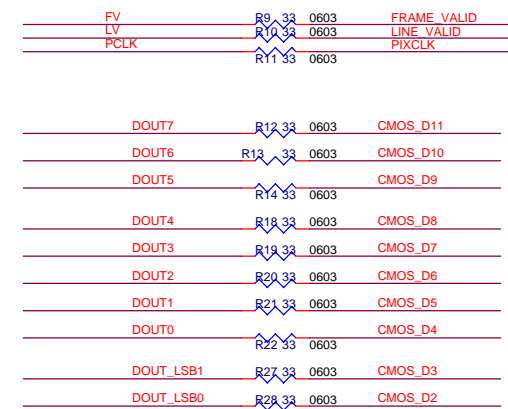 FV R9 33 0603 FRAME_VALID
LV R10 33 0603 LINE_VALID
PCLK PIXCLK
R11 33 0603
DOUT7 R12 33 0603 CMOS_D11
DOUT6 R13 33 0603 CMOS_D10
DOUT5 CMOS_D9
R14 33 0603
DOUT4 R18 33 0603 CMOS_D8
DOUT3 R19 33 0603 CMOS_D7
DOUT2 R20 33 0603 CMOS_D6
DOUT1 R21 33 0603 CMOS_D5
DOUT0 CMOS_D4
R22 33 0603
DOUT_LSB1 R27 33 0603 CMOS_D3
DOUT_LSB0 R28 33 0603 CMOS_D2